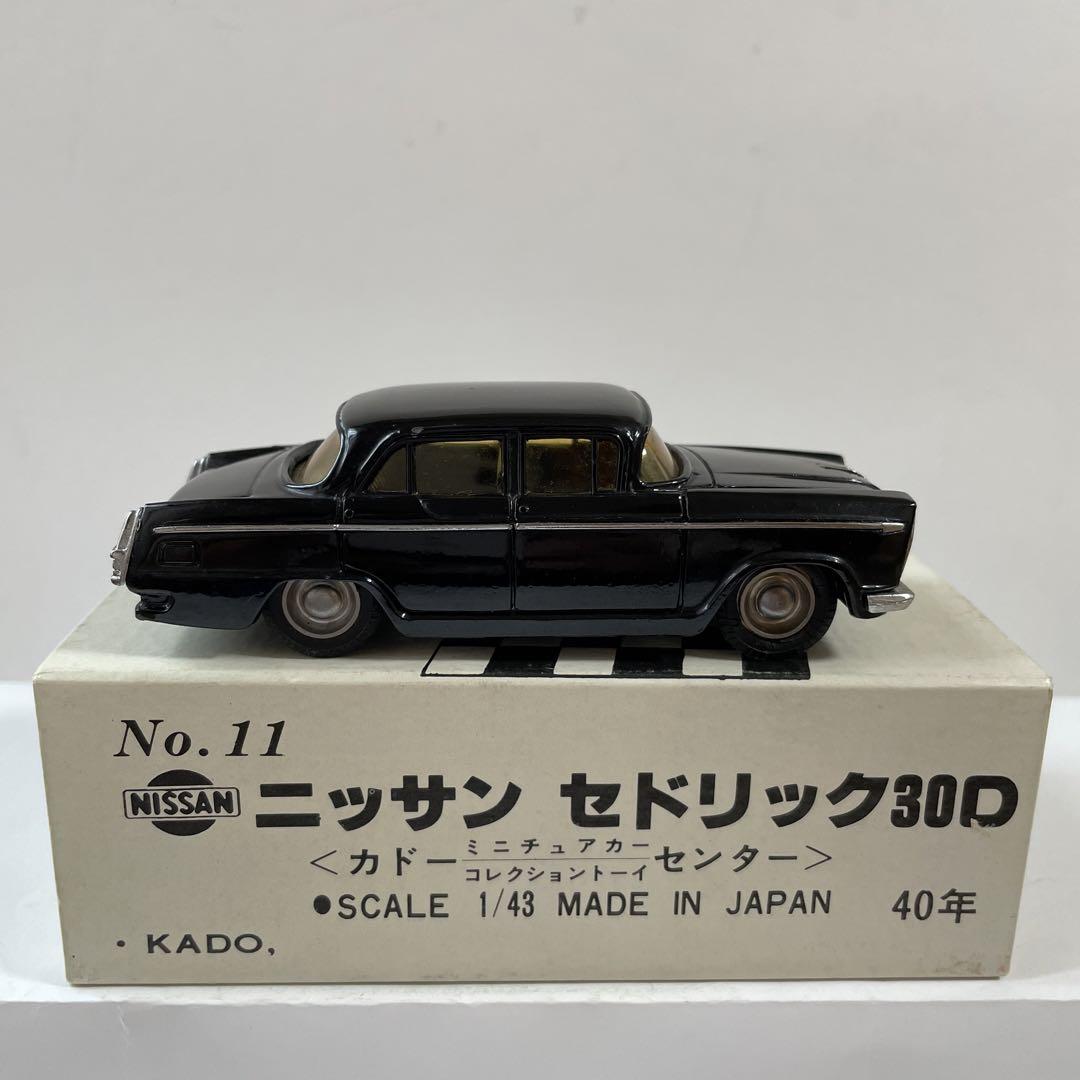 No. 11
NISSAN ニッサン セドリック30D
<カドー ミニチュアカー コレクショントーイ センター>
●SCALE 1/43 MADE IN JAPAN 40年
・KADO,